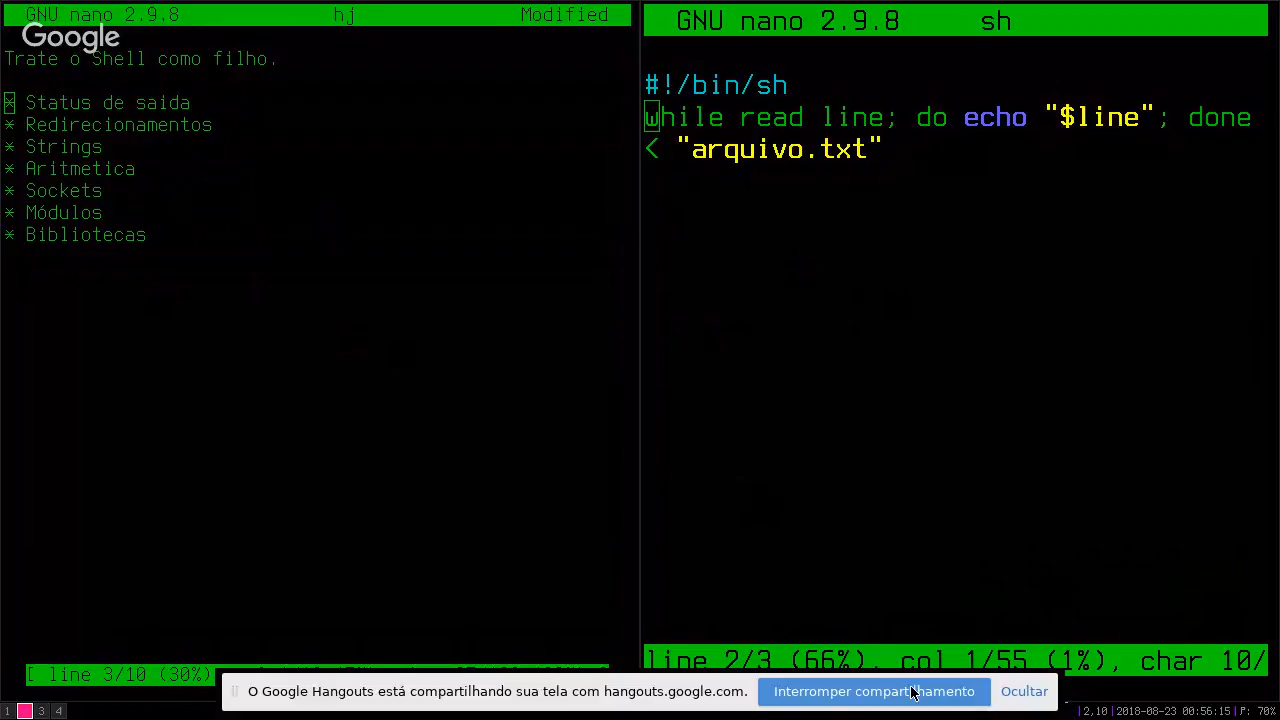 GNU nano 2.9.8 hj Modified
Google
Trate o Shell como filho.
* Status de saida
* Redirecionamentos
* Strings
* Aritmetica
* Sockets
* Módulos
* Bibliotecas
[ line 3/10 (30%)
GNU nano 2.9.8 sh
#!/bin/sh
while read line; do echo "$line"; done
< "arquivo.txt"
line 2/3 (66%), col 1/55 (1%), char 10/
O Google Hangouts está compartilhando sua tela com hangouts.google.com.
Interromper compartilhamento
Ocultar
1 3 4
2,10|2018-08-23 00:56:15|P: 70%